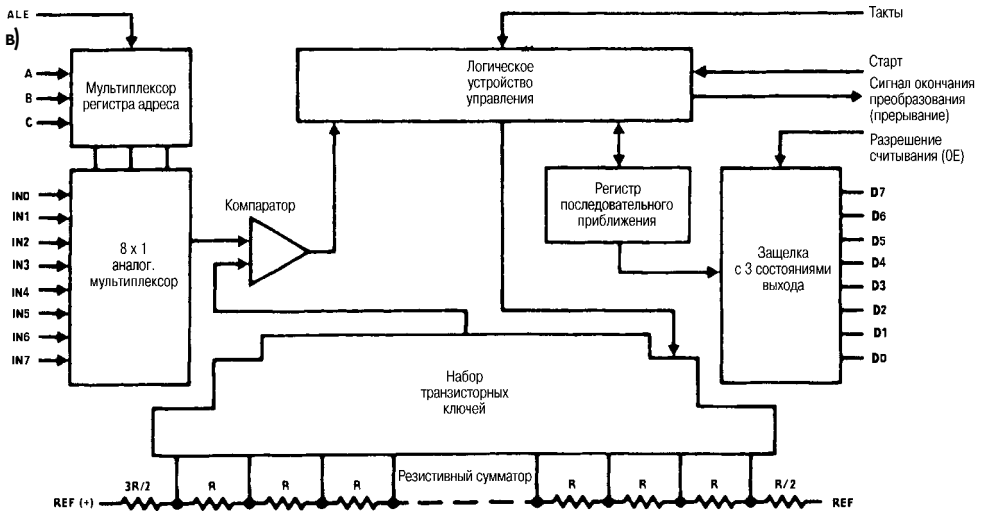 ALE
в)
Такты
A
B
C
Мультиплексор
регистра адреса
Логическое
устройство
управления
Старт
Сигнал окончания
преобразования
(прерывание)
Разрешение
считывания (0E)
IN0
IN1
IN2
IN3
IN4
IN5
IN6
IN7
8 x 1
аналог.
мультиплексор
Компаратор
Регистр
последовательного
приближения
Защелка
с 3 состояниями
выхода
D7
D6
D5
D4
D3
D2
D1
D0
Набор
транзисторных
ключей
Резистивный сумматор
REF (+)
3R/2
R
R
R
R
R
R
R/2
REF